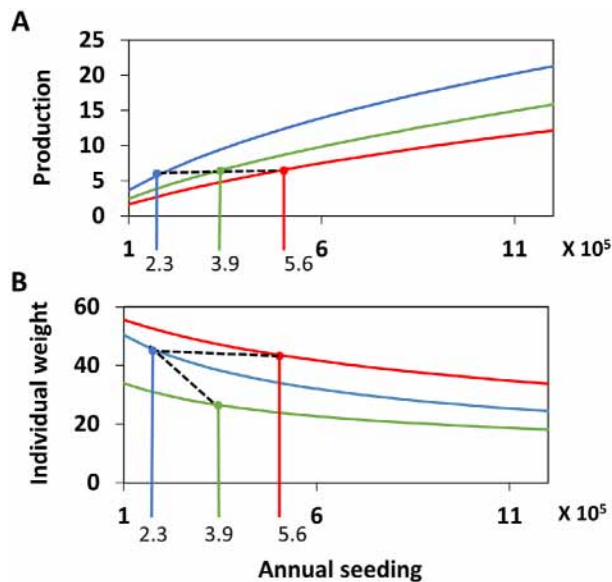 A
25
20
15
10
5
0
Production
1 6 11 X 10⁵
2.3 3.9 5.6
B
60
40
20
0
Individual weight
1 6 11 X 10⁵
2.3 3.9 5.6
Annual seeding